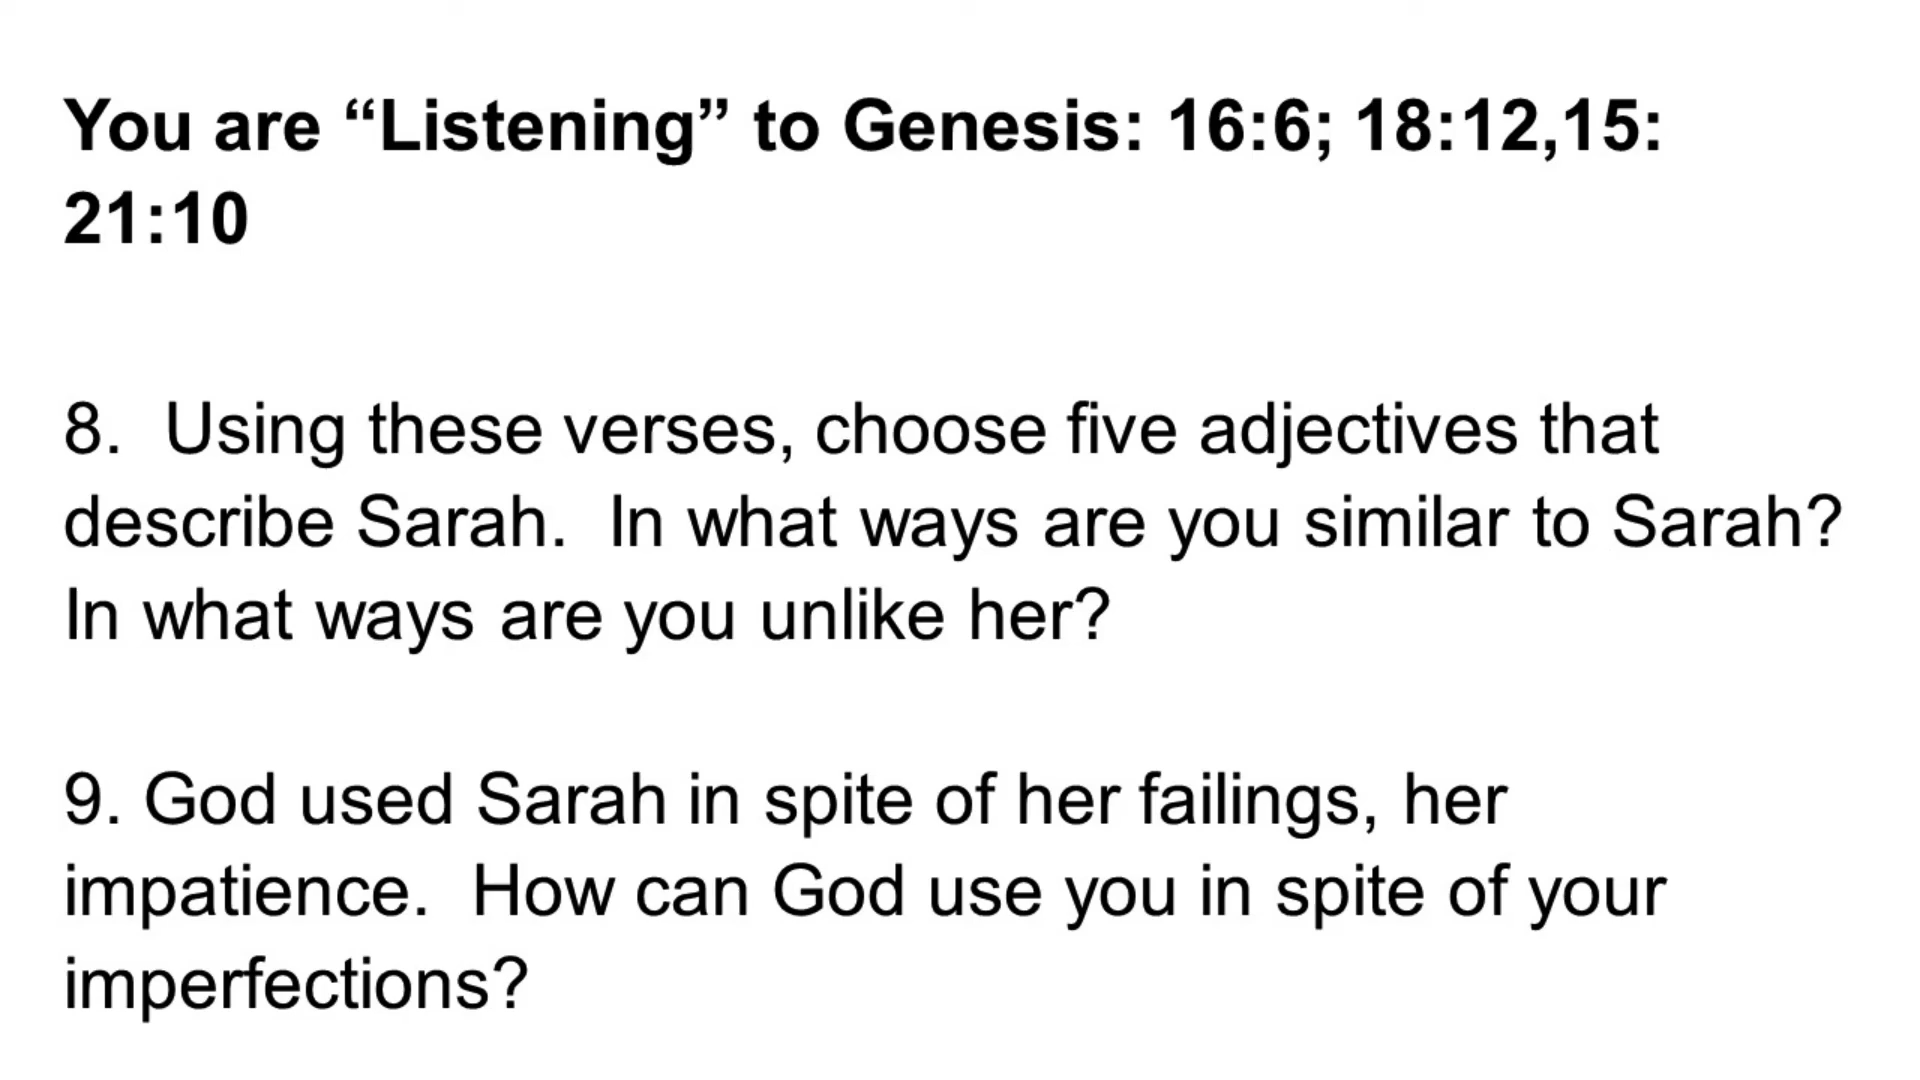 You are “Listening” to Genesis: 16:6; 18:12,15:
21:10
8.  Using these verses, choose five adjectives that
describe Sarah.  In what ways are you similar to Sarah?
In what ways are you unlike her?
9. God used Sarah in spite of her failings, her
impatience.  How can God use you in spite of your
imperfections?